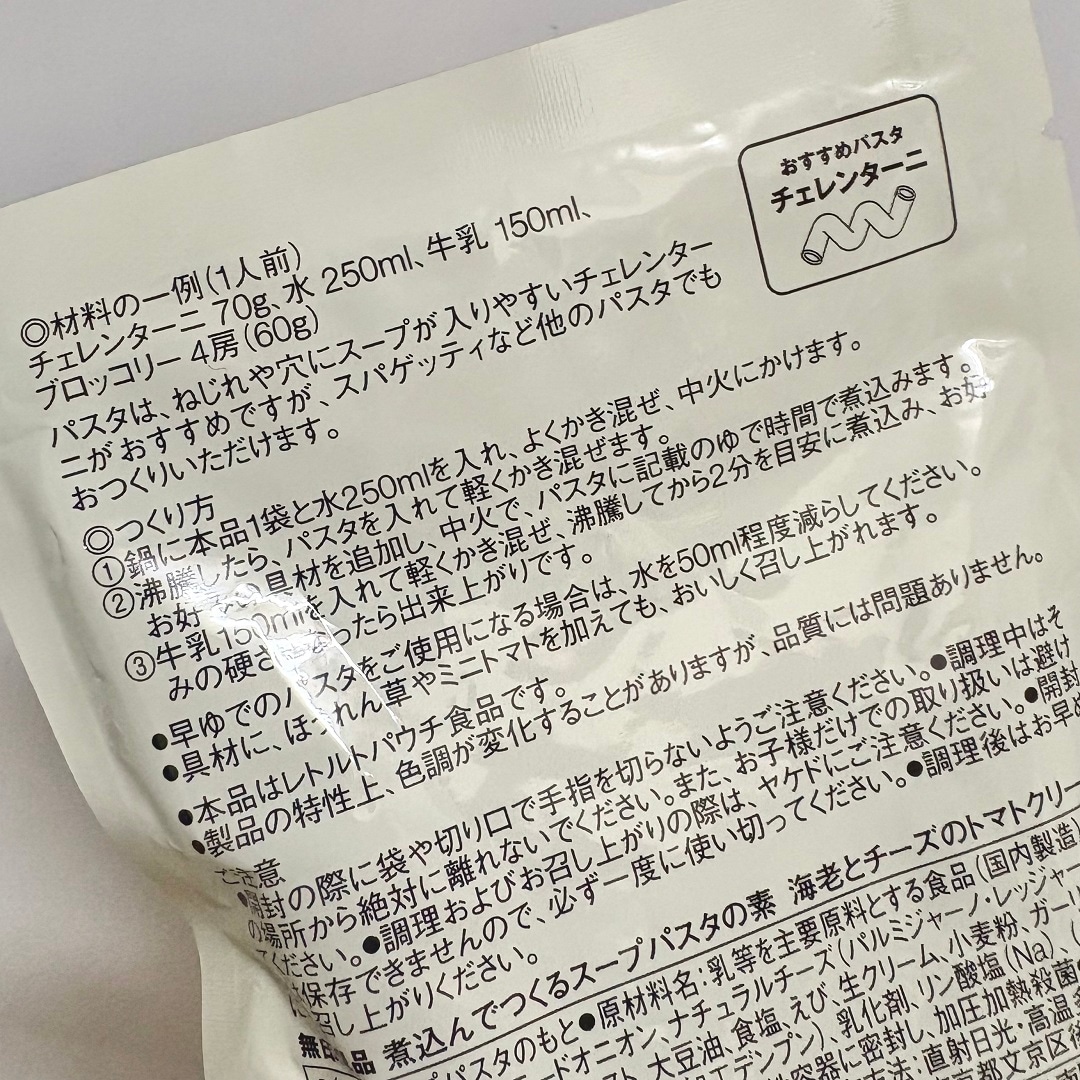 おすすめパスタ
チェレンターニ
◎材料の一例(1人前)
チェレンターニ 70g、水 250ml、牛乳 150ml、
ブロッコリー 4房(60g)
パスタは、ねじれや穴にスープが入りやすいチェレンター
ニがおすすめですが、スパゲッティなど他のパスタでも
おつくりいただけます。
◎つくり方
①鍋に本品1袋と水250mlを入れ、よくかき混ぜ、中火にかけます。
②沸騰したら、パスタを入れて軽くかき混ぜます。
お好 具材を追加し、中火で、パスタに記載のゆで時間で煮込みます。
③牛乳150mlを入れて軽くかき混ぜ、沸騰してから2分を目安に煮込み、お好
みの硬さ なったら出来上がりです。
●早ゆでのパスタをご使用になる場合は、水を50ml程度減らしてください。
●具材に、ほうれん草やミニトマトを加えても、おいしく召し上がれます。
●本品はレトルトパウチ食品です。
●製品の特性上、色調が変化することがありますが、品質には問題ありません。
ご注意
●開封の際に袋や切り口で手指を切らないようご注意ください。●調理中はそ
の場所から絶対に離れないでください。また、お子様だけでの取り扱いは避け
てください。●調理およびお召し上がりの際は、ヤケドにご注意ください。●開封
保存できませんので、必ず一度に使い切ってください。●調理後はお早め
召し上がりください。
無印良品 煮込んでつくるスープパスタの素 海老とチーズのトマトクリー
パスタのもと●原材料名:乳等を主要原料とする食品(国内製造)
ードオニオン、ナチュラルチーズ(パルミジャーノ・レッジャー
大豆油、食塩、えび、生クリーム、小麦粉、ガーリ
デンプン)、乳化剤、リン酸塩(Na)、
容器に密封し、加圧加熱殺菌
方法:直射日光・高温
京都文京区後